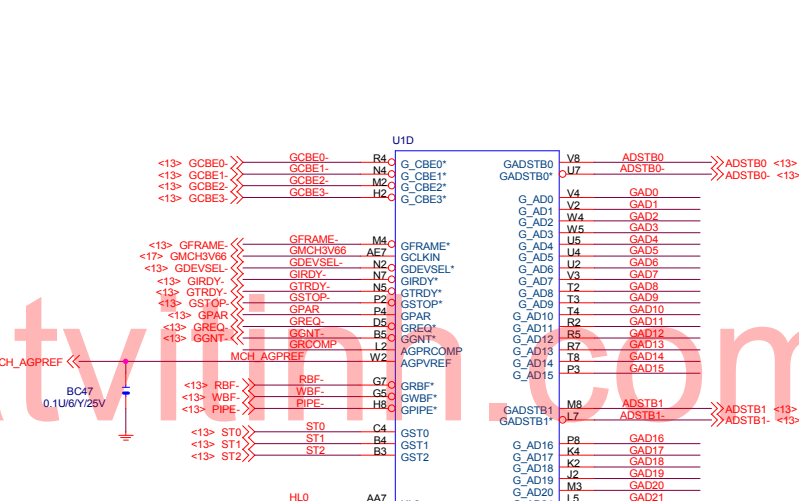 U1D
<13> GCBE0- GCBE0- R4 G_CBE0* GADSTB0 V8 ADSTB0 ADSTB0 <13>
<13> GCBE1- GCBE1- N4 G_CBE1* GADSTB0* U7 ADSTB0- ADSTB0- <13>
<13> GCBE2- GCBE2- M2 G_CBE2*
<13> GCBE3- GCBE3- H2 G_CBE3* G_AD0 V4 GAD0
G_AD1 V2 GAD1
G_AD2 W4 GAD2
G_AD3 W5 GAD3
<13> GFRAME- GFRAME- M4 GFRAME* G_AD4 U5 GAD4
<17> GMCH3V66 GMCH3V66 AE7 GCLKIN G_AD5 U4 GAD5
<13> GDEVSEL- GDEVSEL- N2 GDEVSEL* G_AD6 U2 GAD6
<13> GIRDY- GIRDY- N7 GIRDY* G_AD7 V3 GAD7
<13> GTRDY- GTRDY- N5 GTRDY* G_AD8 T2 GAD8
<13> GSTOP- GSTOP- P2 GSTOP* G_AD9 T3 GAD9
<13> GPAR GPAR P4 GPAR G_AD10 T4 GAD10
<13> GREQ- GREQ- D5 GREQ* G_AD11 R2 GAD11
<13> GGNT- GGNT- B5 GGNT* G_AD12 R5 GAD12
GRCOMP L2 AGPRCOMP G_AD13 R7 GAD13
CH_AGPREF MCH_AGPREF W2 AGPVREF G_AD14 T8 GAD14
G_AD15 P3 GAD15
<13> RBF- RBF- G7 GRBF*
BC47 <13> WBF- WBF- G5 GWBF*
0.1U/6/Y/25V <13> PIPE- PIPE- H8 GPIPE* GADSTB1 M8 ADSTB1 ADSTB1 <13>
GADSTB1* L7 ADSTB1- ADSTB1- <13>
<13> ST0 ST0 C4 GST0
<13> ST1 ST1 B4 GST1 G_AD16 P8 GAD16
<13> ST2 ST2 B3 GST2 G_AD17 K4 GAD17
G_AD18 K2 GAD18
G_AD19 J2 GAD19
G_AD20 M3 GAD20
HL0 AA7 L5 GAD21
tvitinh.com